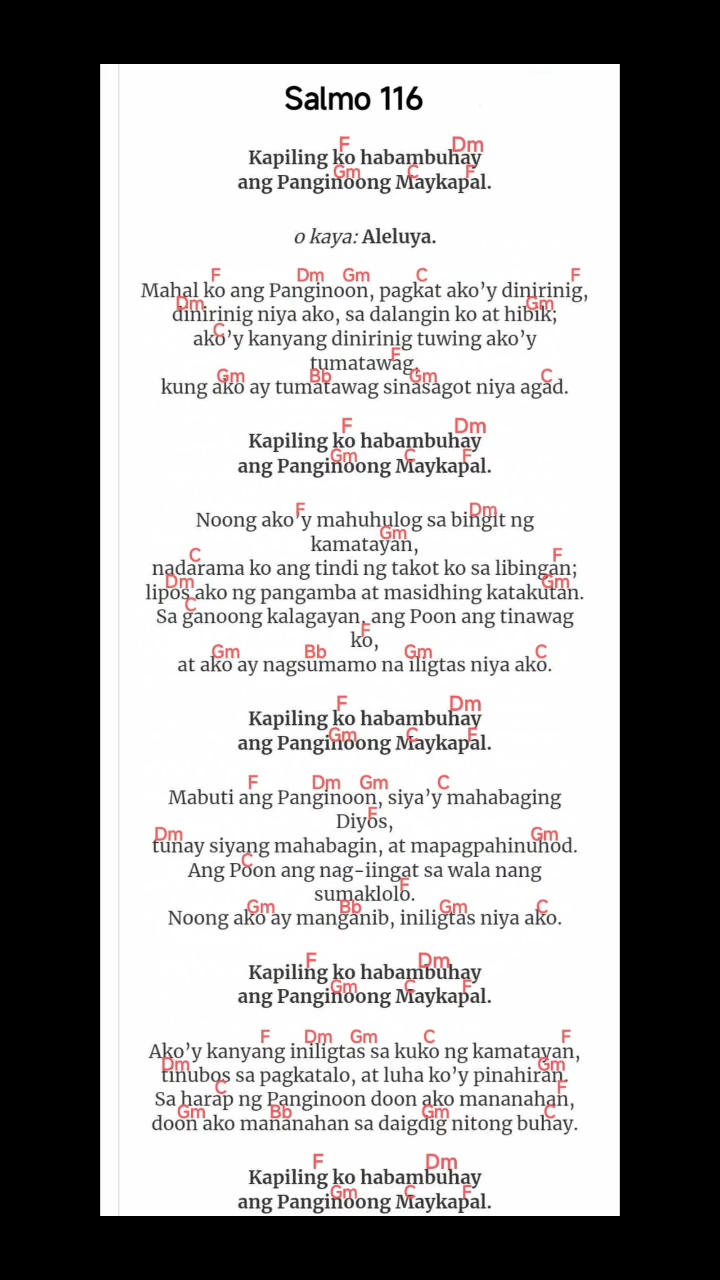 Salmo 116
F Dm
Kapiling ko habambuhay
Gm C F
ang Panginoong Maykapal.
o kaya: Aleluya.
F Dm Gm C F
Mahal ko ang Panginoon, pagkat ako’y dinirinig,
Dm Gm
dinirinig niya ako, sa dalangin ko at hibik;
C
ako’y kanyang dinirinig tuwing ako’y
F
tumatawag,
Gm Bb Gm C
kung ako ay tumatawag sinasagot niya agad.
F Dm
Kapiling ko habambuhay
Gm C F
ang Panginoong Maykapal.
F Dm
Noong ako’y mahuhulog sa bingit ng
Gm
kamatayan,
C F
nadarama ko ang tindi ng takot ko sa libingan;
Dm Gm
lipos ako ng pangamba at masidhing katakutan.
C
Sa ganoong kalagayan, ang Poon ang tinawag
F
ko,
Gm Bb Gm C
at ako ay nagsumamo na iligtas niya ako.
F Dm
Kapiling ko habambuhay
Gm C F
ang Panginoong Maykapal.
F Dm Gm C
Mabuti ang Panginoon, siya’y mahabaging
F
Diyos,
Dm Gm
tunay siyang mahabagin, at mapagpahinuhod.
C
Ang Poon ang nag-iingat sa wala nang
F
sumaklolo.
Gm Bb Gm C
Noong ako ay manganib, iniligtas niya ako.
F Dm
Kapiling ko habambuhay
Gm C F
ang Panginoong Maykapal.
F Dm Gm C F
Ako’y kanyang iniligtas sa kuko ng kamatayan,
Dm Gm
tinubos sa pagkatalo, at luha ko’y pinahiran.
C F
Sa harap ng Panginoon doon ako mananahan,
Gm Bb Gm C
doon ako mananahan sa daigdig nitong buhay.
F Dm
Kapiling ko habambuhay
Gm C F
ang Panginoong Maykapal.